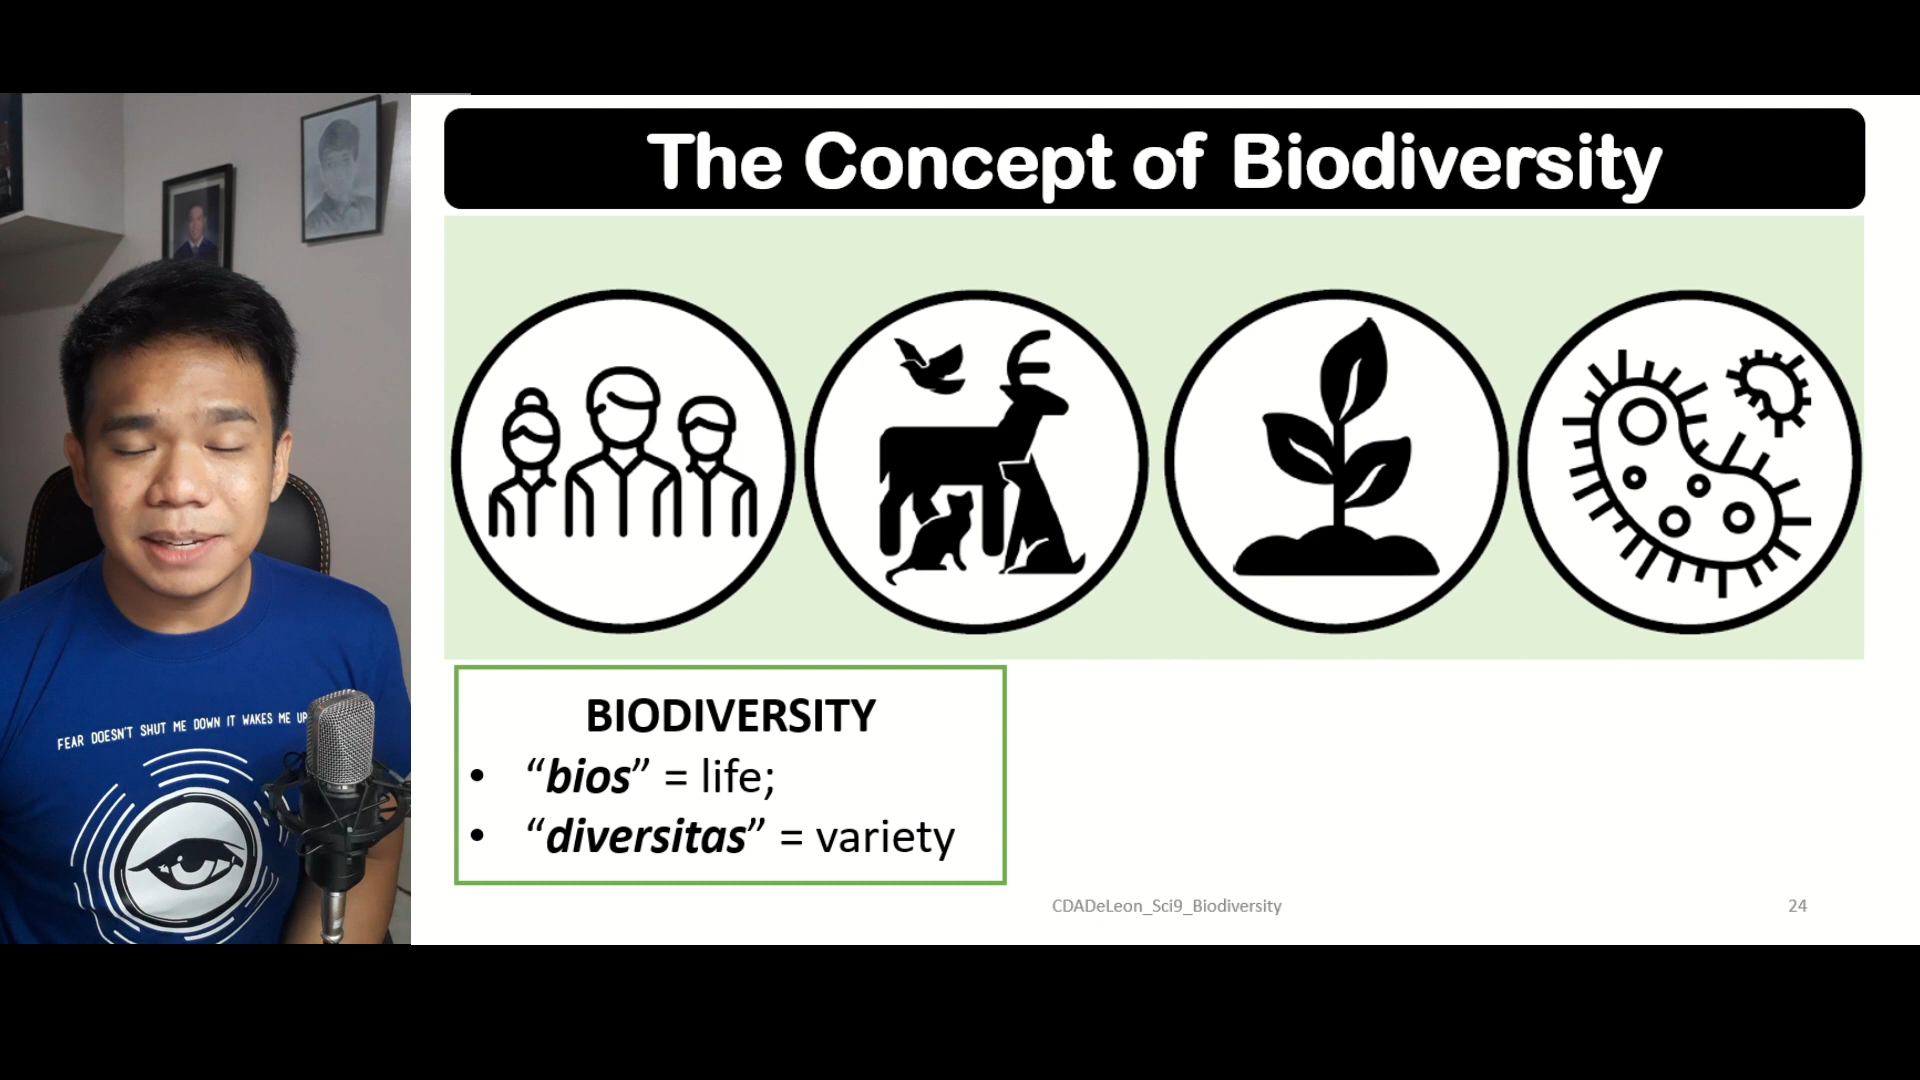 The Concept of Biodiversity
BIODIVERSITY
• “bios” = life;
• “diversitas” = variety
FEAR DOESN'T SHUT ME DOWN IT WAKES ME UP
CDADeLeon_Sci9_Biodiversity
24